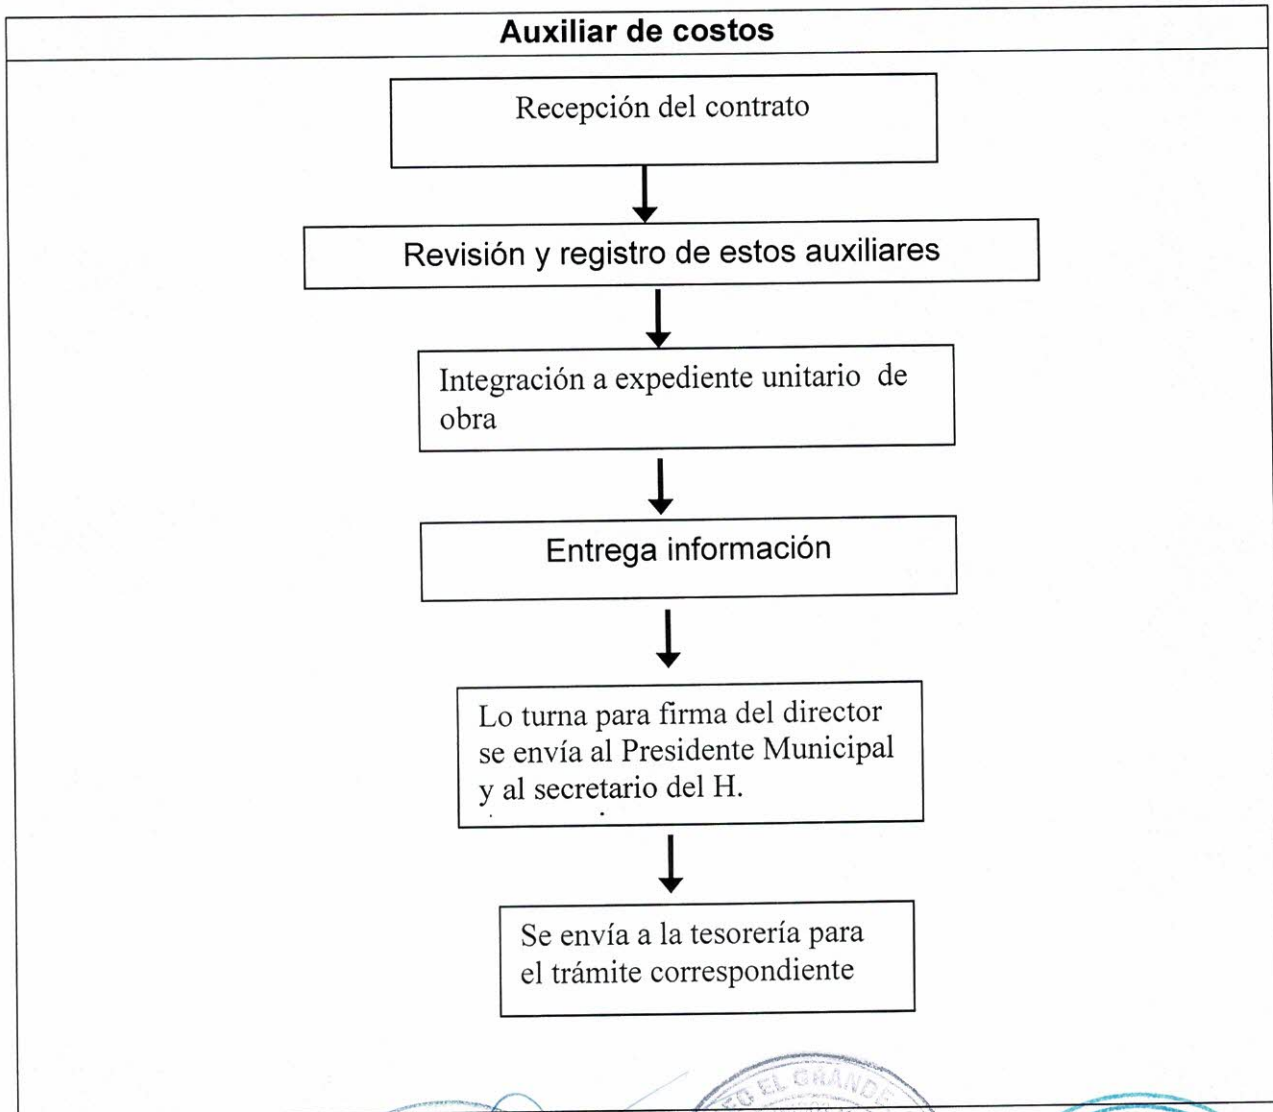 Auxiliar de costos
Recepción del contrato
Revisión y registro de estos auxiliares
Integración a expediente unitario  de
obra
Entrega información
Lo turna para firma del director
se envía al Presidente Municipal
y al secretario del H.
Se envía a la tesorería para
el trámite correspondiente
EL GRANDE